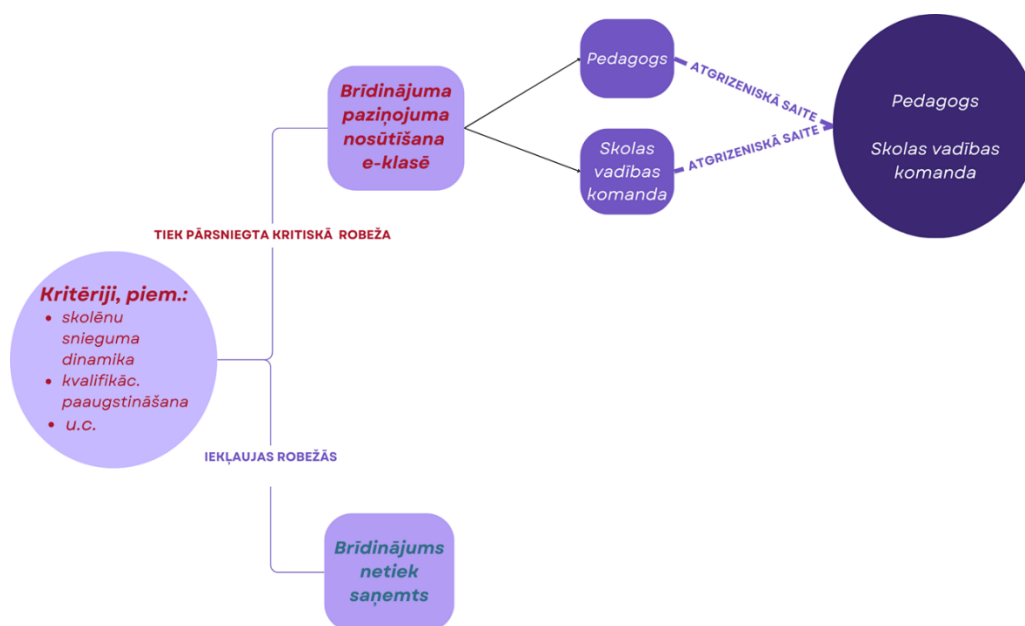 Kritēriji, piem.:
skolēnu
snieguma
dinamika
kvalifikāc.
paaugstināšana
u.c.
TIEK PĀRSNIEGTA KRITISKĀ ROBEŽA
Brīdinājuma
paziņojuma
nosūtīšana
e-klasē
Pedagogs
Skolas
vadības
komanda
ATGRIZENISKĀ SAITE
ATGRIZENISKĀ SAITE
Pedagogs
Skolas vadības
komanda
IEKĻAUJAS ROBEŽĀS
Brīdinājums
netiek
saņemts